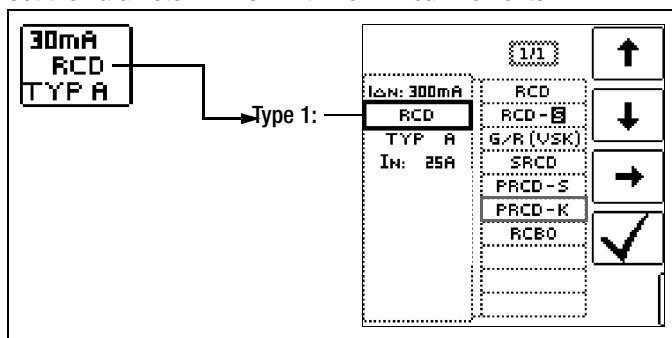 30mA
RCD
TYP A
Type 1:
1/1
I∆N: 300mA
RCD
TYP A
IN: 25A
RCD
RCD - S
G/R (VSK)
SRCD
PRCD - S
PRCD - K
RCBO